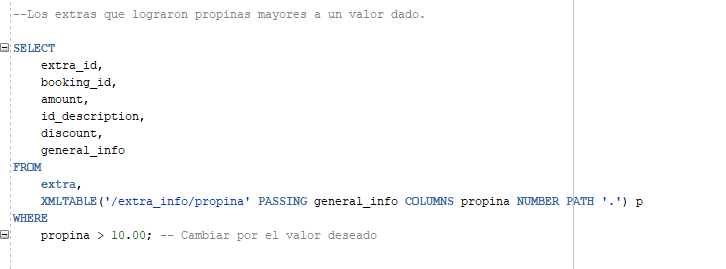 --Los extras que lograron propinas mayores a un valor dado.
SELECT
extra_id,
booking_id,
amount,
id_description,
discount,
general_info
FROM
extra,
XMLTABLE('/extra_info/propina' PASSING general_info COLUMNS propina NUMBER PATH '.') p
WHERE
propina > 10.00; -- Cambiar por el valor deseado